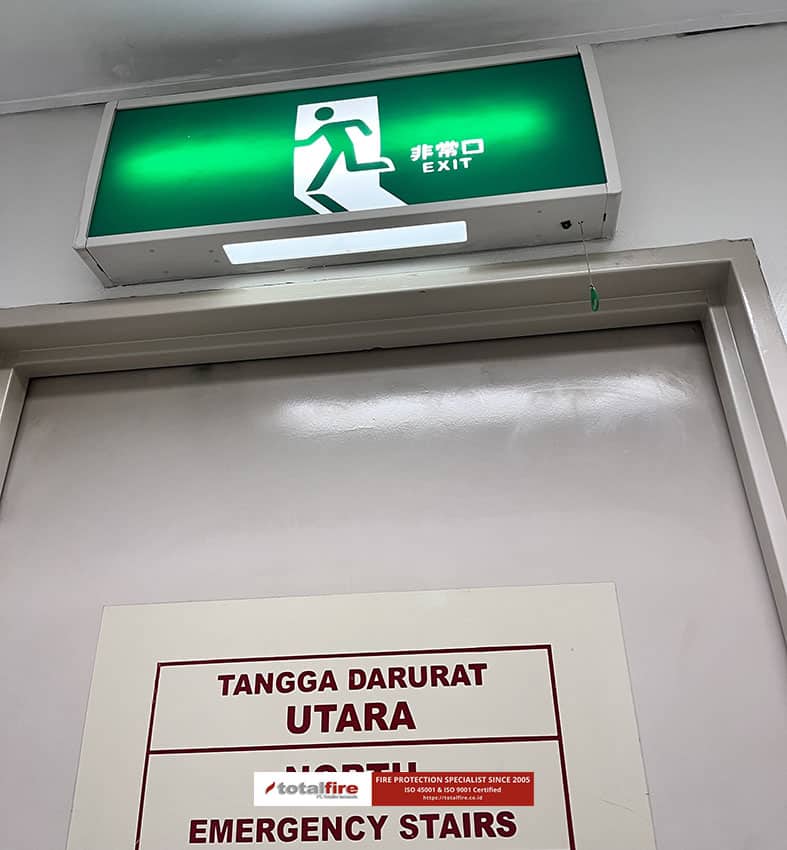 非常口
EXIT
TANGGA DARURAT
UTARA
NORTH
totalfire
FIRE PROTECTION SPECIALIST SINCE 2005
ISO 45001 & ISO 9001 Certified
https://totalfire.co.id
EMERGENCY STAIRS